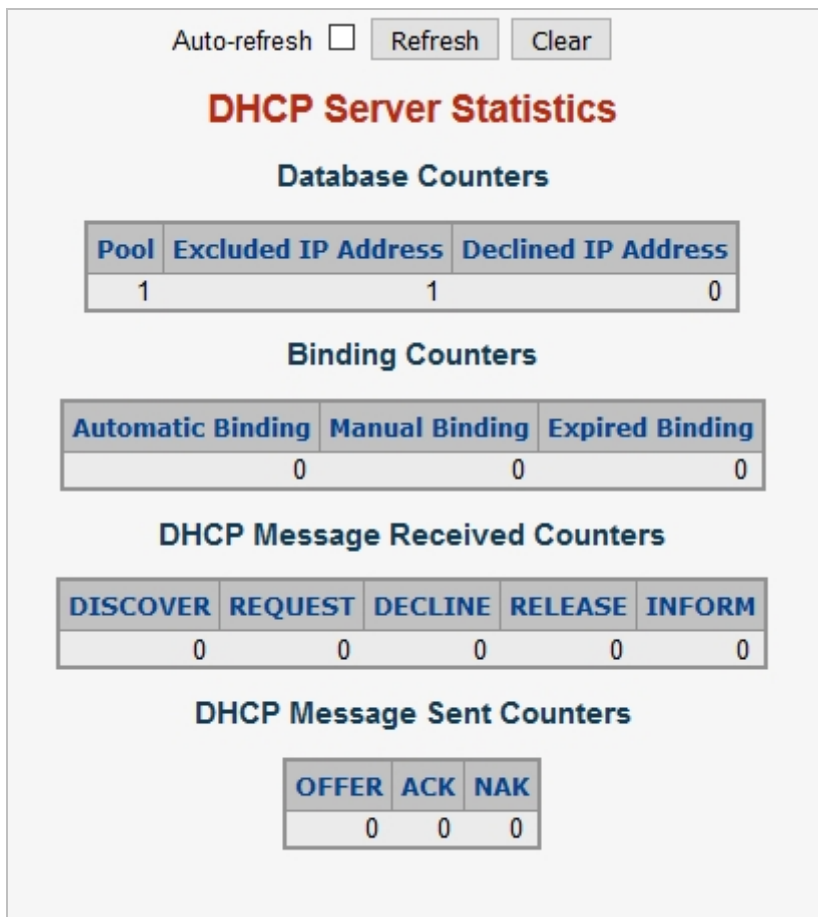 Auto-refresh Refresh Clear
DHCP Server Statistics
Database Counters
Pool Excluded IP Address Declined IP Address
1 1 0
Binding Counters
Automatic Binding Manual Binding Expired Binding
0 0 0
DHCP Message Received Counters
DISCOVER REQUEST DECLINE RELEASE INFORM
0 0 0 0 0
DHCP Message Sent Counters
OFFER ACK NAK
0 0 0